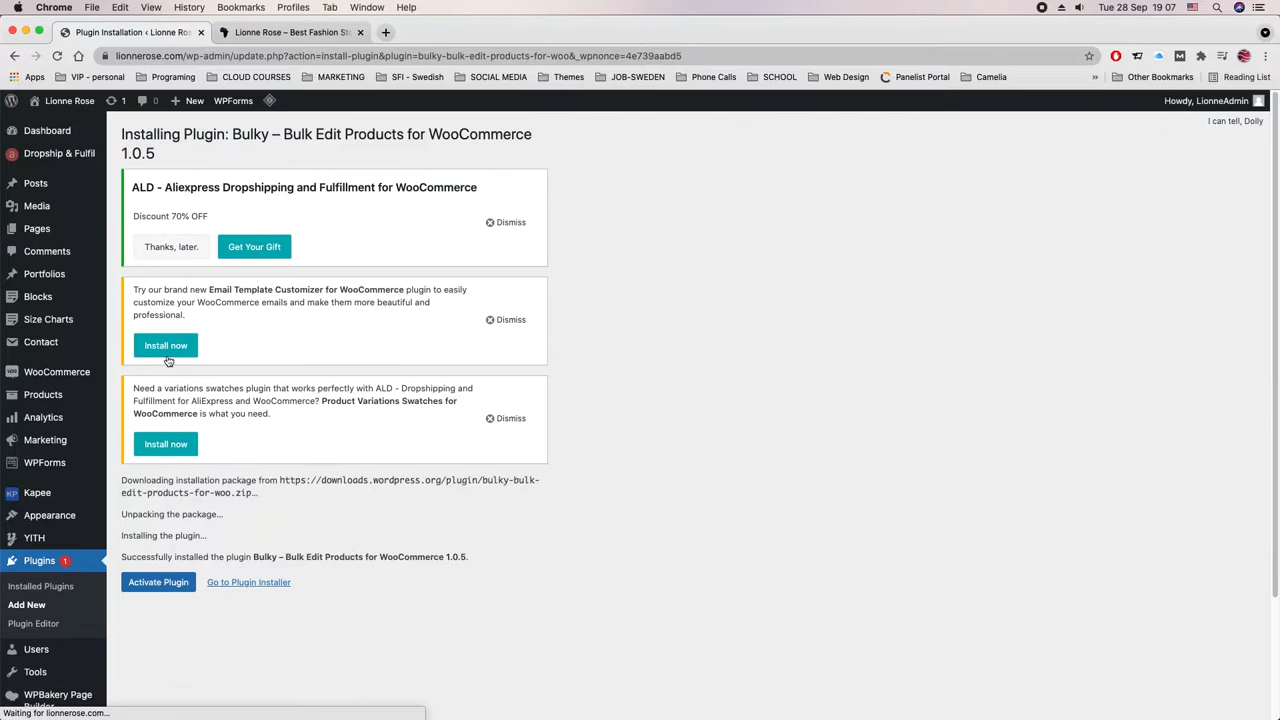 Chrome File Edit View History Bookmarks Profiles Tab Window Help Tue 28 Sep 19 07
Plugin Installation ‹ Lionne Ros Lionne Rose – Best Fashion St
lionnerose.com/wp-admin/update.php?action=install-plugin&plugin=bulky-bulk-edit-products-for-woo&_wpnonce=4e739aabd5
Apps VIP - personal Programing CLOUD COURSES MARKETING SFI - Swedish SOCIAL MEDIA Themes JOB-SWEDEN Phone Calls SCHOOL Web Design Panelist Portal Camelia » Other Bookmarks Reading List
Lionne Rose 1 0 New WPForms Howdy, LionneAdmin
I can tell, Dolly
Dashboard
Dropship & Fulfil
Posts
Media
Pages
Comments
Portfolios
Blocks
Size Charts
Contact
WooCommerce
Products
Analytics
Marketing
WPForms
Kapee
Appearance
YITH
Plugins 1
Installed Plugins
Add New
Plugin Editor
Users
Tools
WPBakery Page
Builder
Installing Plugin: Bulky – Bulk Edit Products for WooCommerce
1.0.5
ALD - Aliexpress Dropshipping and Fulfillment for WooCommerce
Discount 70% OFF
Dismiss
Thanks, later. Get Your Gift
Try our brand new Email Template Customizer for WooCommerce plugin to easily
customize your WooCommerce emails and make them more beautiful and
professional.
Dismiss
Install now
Need a variations swatches plugin that works perfectly with ALD - Dropshipping and
Fulfillment for AliExpress and WooCommerce? Product Variations Swatches for
WooCommerce is what you need.
Dismiss
Install now
Downloading installation package from https://downloads.wordpress.org/plugin/bulky-bulk-
edit-products-for-woo.zip…
Unpacking the package…
Installing the plugin…
Successfully installed the plugin Bulky – Bulk Edit Products for WooCommerce 1.0.5.
Activate Plugin Go to Plugin Installer
Waiting for lionnerose.com...